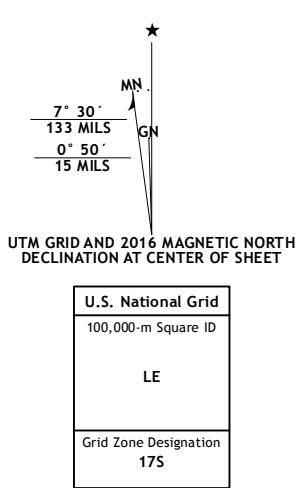 ★
MN
7° 30´
133 MILS
GN
0° 50´
15 MILS
UTM GRID AND 2016 MAGNETIC NORTH
DECLINATION AT CENTER OF SHEET
U.S. National Grid
100,000-m Square ID
LE
Grid Zone Designation
17S